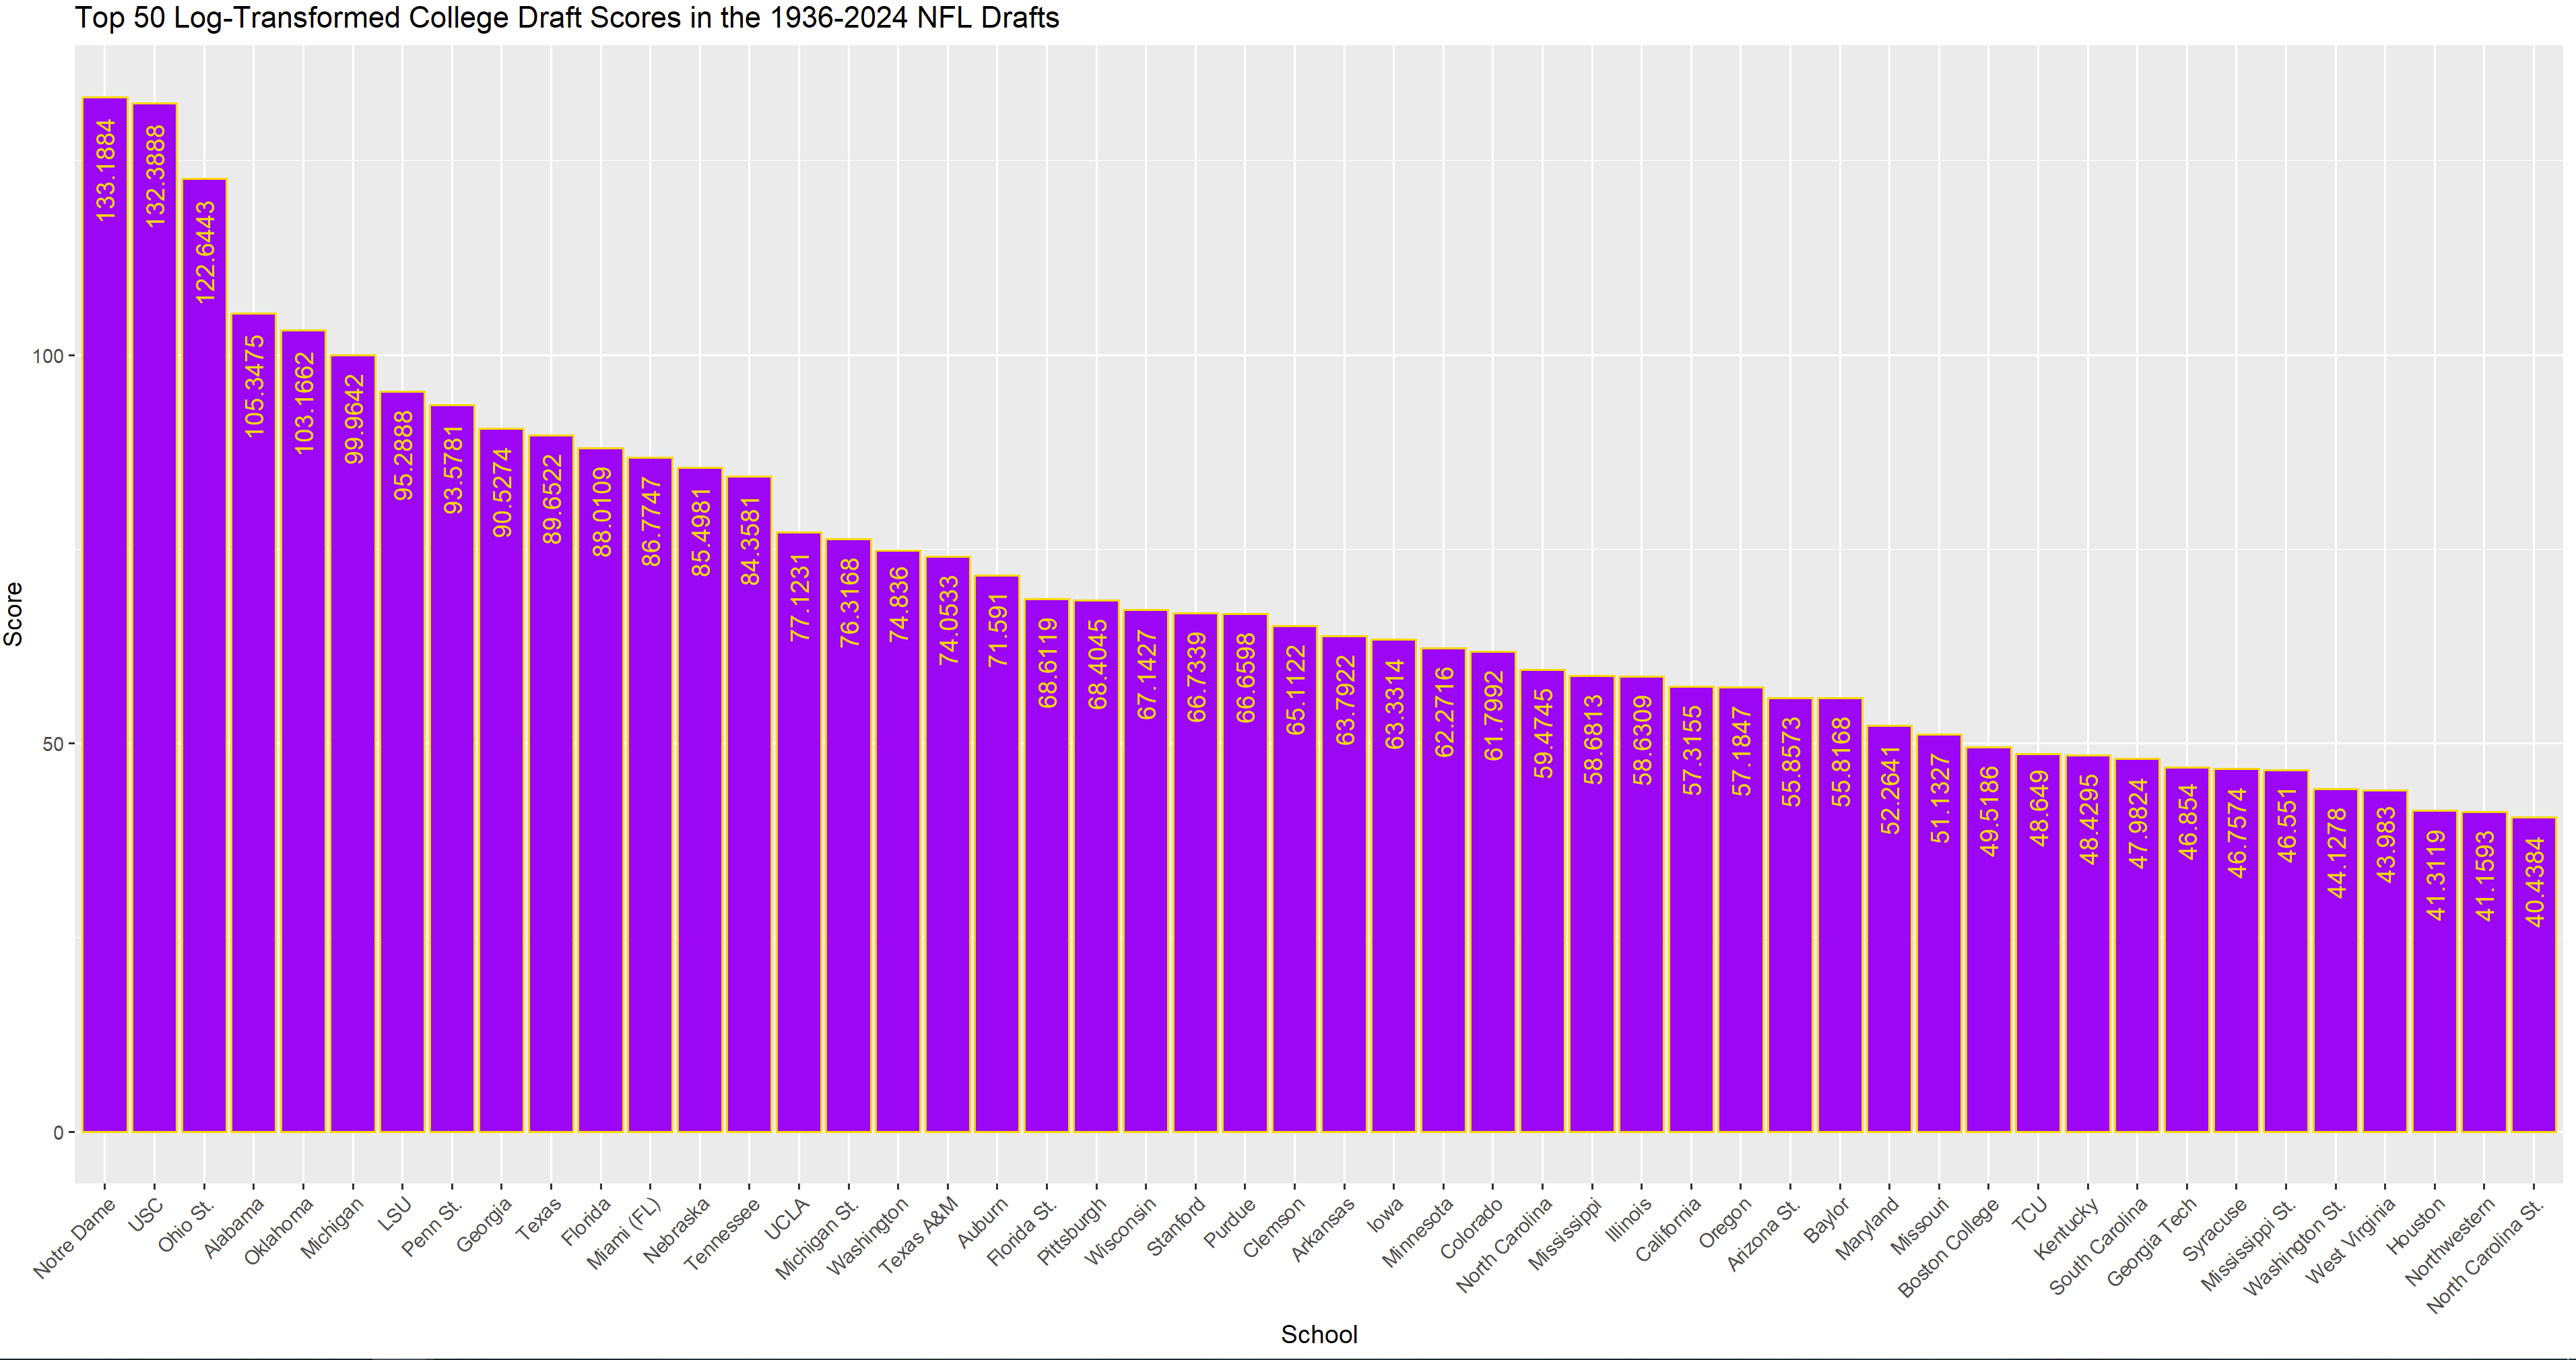 Top 50 Log-Transformed College Draft Scores in the 1936-2024 NFL Drafts
Score
100
50
0
133.1884
132.3888
122.6443
105.3475
103.1662
99.9642
95.2888
93.5781
90.5274
89.6522
88.0109
86.7747
85.4981
84.3581
77.1231
76.3168
74.836
74.0533
71.591
68.6119
68.4045
67.1427
66.7339
66.6598
65.1122
63.7922
63.3314
62.2716
61.7992
59.4745
58.6813
58.6309
57.3155
57.1847
55.8573
55.8168
52.2641
51.1327
49.5186
48.649
48.4295
47.9824
46.854
46.7574
46.551
44.1278
43.983
41.3119
41.1593
40.4384
Notre Dame
USC
Ohio St.
Alabama
Oklahoma
Michigan
LSU
Penn St.
Georgia
Texas
Florida
Miami (FL)
Nebraska
Tennessee
UCLA
Michigan St.
Washington
Texas A&M
Auburn
Florida St.
Pittsburgh
Wisconsin
Stanford
Purdue
Clemson
Arkansas
Iowa
Minnesota
Colorado
North Carolina
Mississippi
Illinois
California
Oregon
Arizona St.
Baylor
Maryland
Missouri
Boston College
TCU
Kentucky
South Carolina
Georgia Tech
Syracuse
Mississippi St.
Washington St.
West Virginia
Houston
Northwestern
North Carolina St.
School